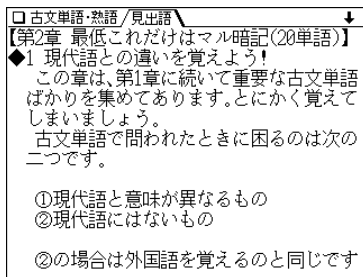 □古文単語・熟語/見出語\ ↓
【第2章 最低これだけはマル暗記(20単語)】
◆1 現代語との違いを覚えよう!
この章は、第1章に続いて重要な古文単語
ばかりを集めてあります。とにかく覚えて
しまいましょう。
古文単語で問われたときに困るのは次の
二つです。
①現代語と意味が異なるもの
②現代語にはないもの
②の場合は外国語を覚えるのと同じです